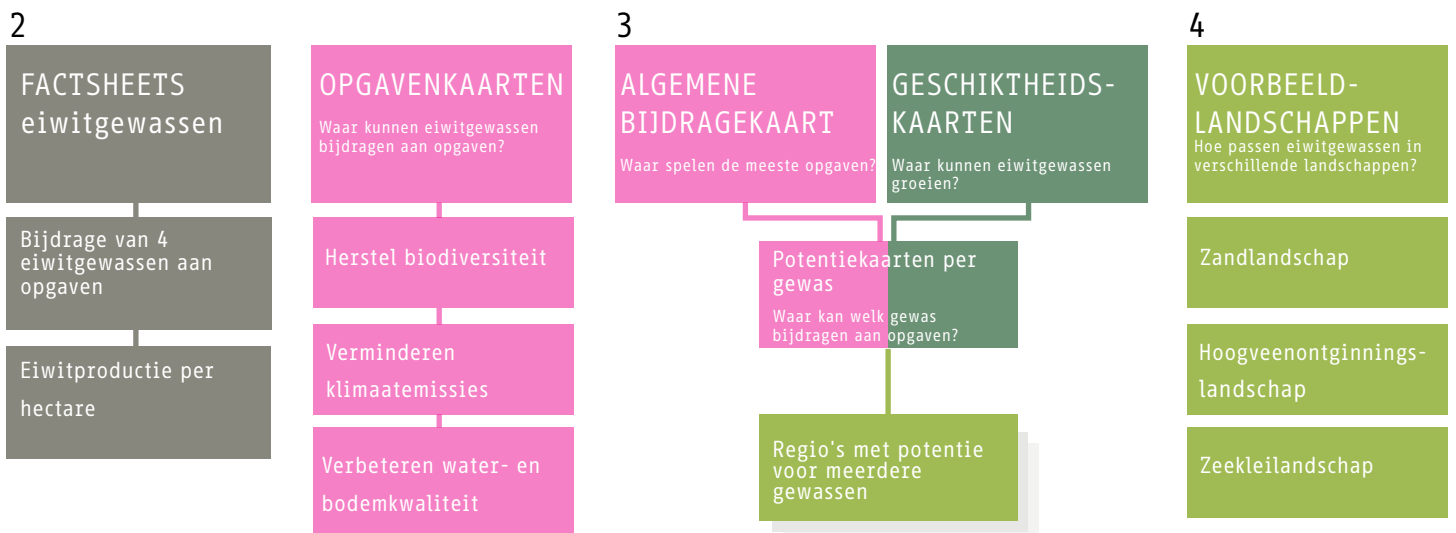 2
FACTSHEETS
eiwitgewassen
Bijdrage van 4
eiwitgewassen aan
opgaven
Eiwitproductie per
hectare
OPGAVENKAARTEN
Waar kunnen eiwitgewassen
bijdragen aan opgaven?
Herstel biodiversiteit
Verminderen
klimaatemissies
Verbeteren water- en
bodemkwaliteit
3
ALGEMENE
BIJDRAGEKAART
Waar spelen de meeste opgaven?
GESCHIKTHEIDS-
KAARTEN
Waar kunnen eiwitgewassen
groeien?
Potentiekaarten per
gewas
Waar kan welk gewas
bijdragen aan opgaven?
Regio's met potentie
voor meerdere
gewassen
4
VOORBEELD-
LANDSCHAPPEN
Hoe passen eiwitgewassen in
verschillende landschappen?
Zandlandschap
Hoogveenontginnings-
landschap
Zeekleilandschap